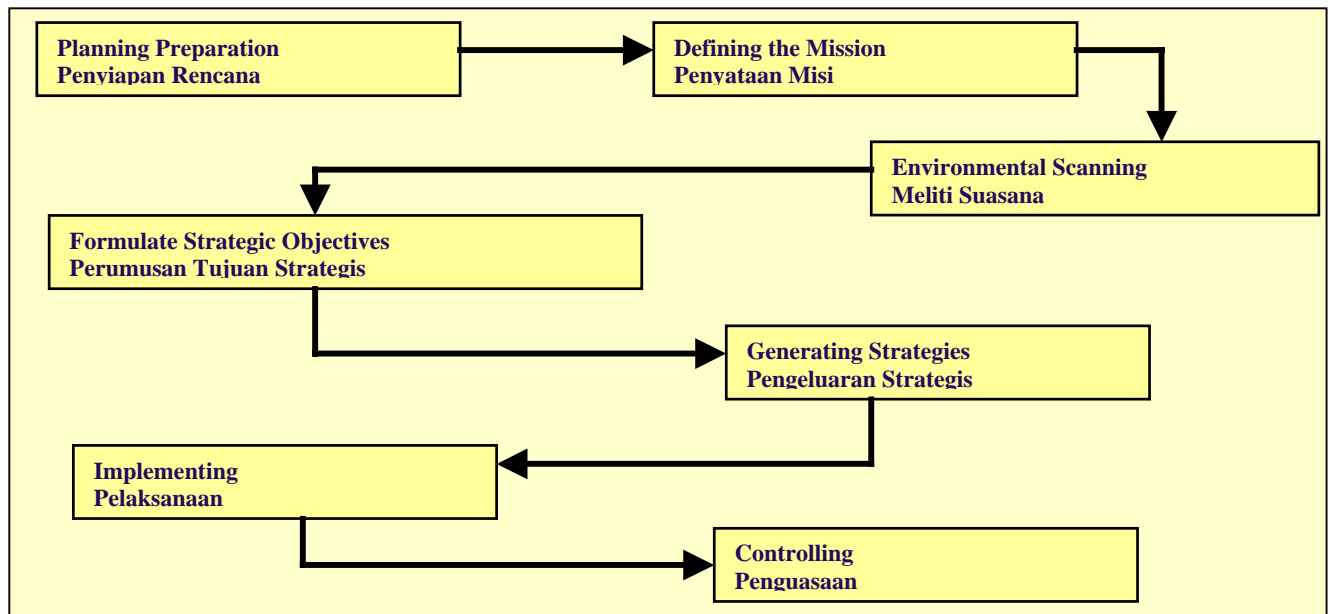 Planning Preparation
Penyiapan Rencana
Defining the Mission
Penyataan Misi
Environmental Scanning
Meliti Suasana
Formulate Strategic Objectives
Perumusan Tujuan Strategis
Generating Strategies
Pengeluaran Strategis
Implementing
Pelaksanaan
Controlling
Penguasaan